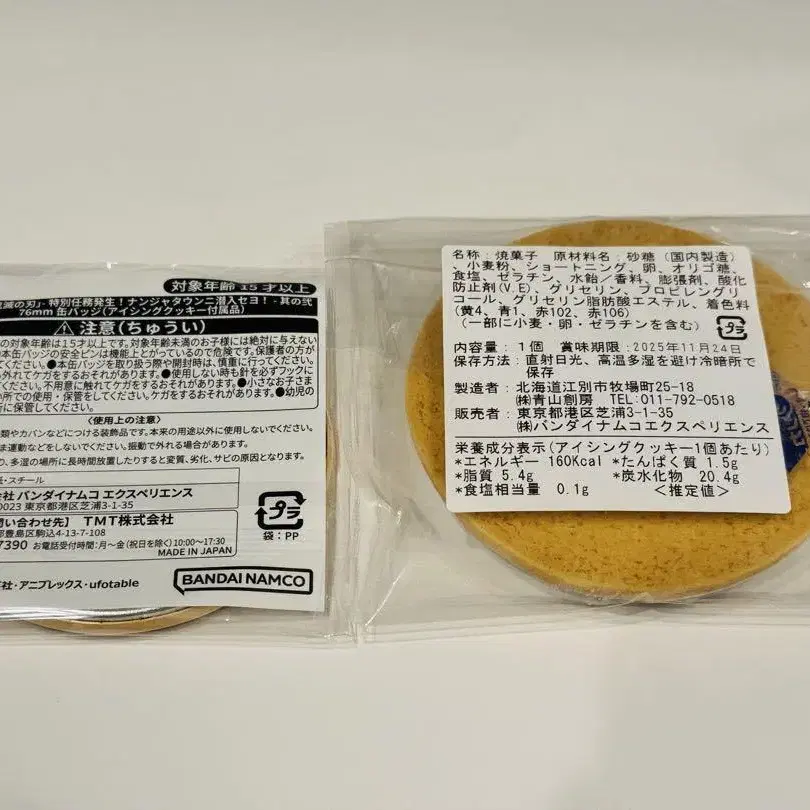 対象年齢15才以上
滅の刃」- 特別任務発生！ナンジャタウンニ潜入セヨ！- 其の弐
76mm 缶バッジ(アイシングクッキー付属品)
注意(ちゅうい)
の対象年齢は15才以上です。対象年齢未満のお子様には絶対に与えない
本缶バッジの安全ピンは機能上とがっているので危険です。保護者の方が
●本缶バッジを取り扱う際や開封時は、慎重に行ってください。
外れてケガをするおそれがあります。●使用しない時も針を必ずフックに
不用意に触れてケガをするおそれがあります。●小さなお子さま
い所での使用・保管をしてください。ケガをするおそれがあります。●幼児の
に保管してください。
〈使用上の注意〉
類やカバンなどにつける装飾品です。本来の用途以外に使用しないでください。
ま運動などをしないでください。振動で外れる場合があります。
り、多湿の場所に長時間放置したりすると変質、劣化、サビの原因となります。
・スチール
会社 バンダイナムコ エクスペリエンス
0023 東京都港区芝浦3-1-35
問い合わせ先】 TMT株式会社
都豊島区駒込4-13-7-108
7390 お電話受付時間:月〜金(祝日を除く)10:00〜17:30
MADE IN JAPAN
プラ
袋：PP
社・アニプレックス・ufotable
BANDAI NAMCO
名称：焼菓子 原材料名：砂糖（国内製造）
、小麦粉、ショートニング、卵、オリゴ糖、
食塩、ゼラチン、水飴／香料、膨張剤、酸化
防止剤(V.E)、グリセリン、プロピレングリ
コール、グリセリン脂肪酸エステル、着色料
(黄4、青1、赤102、赤106)
（一部に小麦・卵・ゼラチンを含む）
プラ
内容量：１個 賞味期限：2025年11月24日
保存方法：直射日光、高温多湿を避け冷暗所で
保存
製造者：北海道江別市牧場町25-18
㈱青山創房 TEL:011-792-0518
販売者：東京都港区芝浦3-1-35
㈱バンダイナムコエクスペリエンス
栄養成分表示(アイシングクッキー1個あたり)
*エネルギー 160Kcal *たんぱく質 1.5g
*脂質 5.4g *炭水化物 20.4g
*食塩相当量 0.1g ＜推定値＞